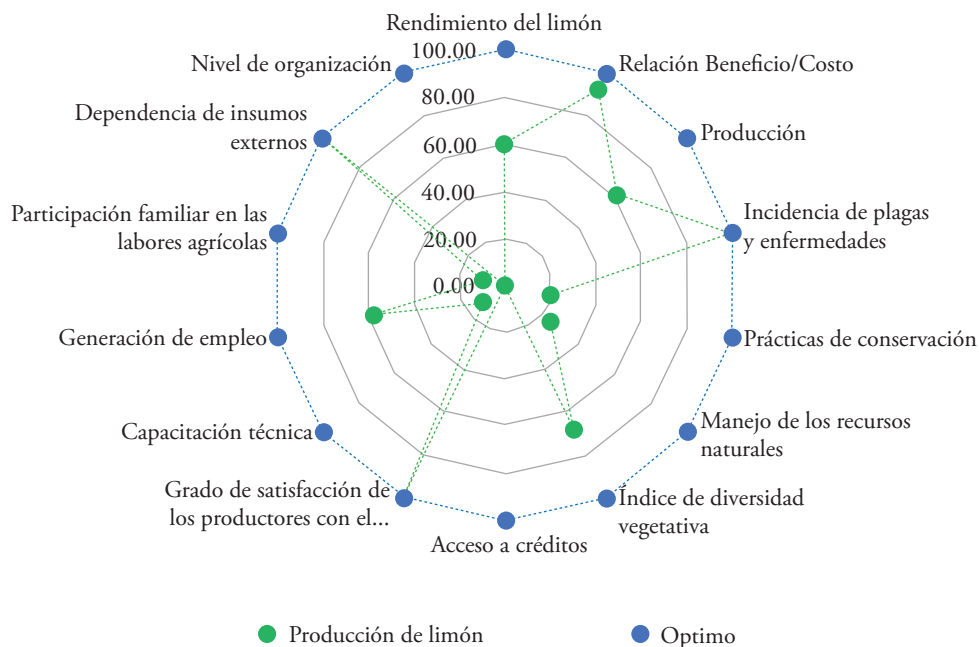 Rendimiento del limón
100.00
Nivel de organización
Relación Beneficio/Costo
80.00
Dependencia de insumos
externos
Producción
60.00
40.00
Participación familiar en las
labores agrícolas
Incidencia de plagas
y enfermedades
20.00
0.00
Generación de empleo
Prácticas de conservación
Capacitación técnica
Manejo de los recursos
naturales
Grado de satisfacción de
los productores con el...
Índice de diversidad
vegetativa
Acceso a créditos
Producción de limón
Optimo